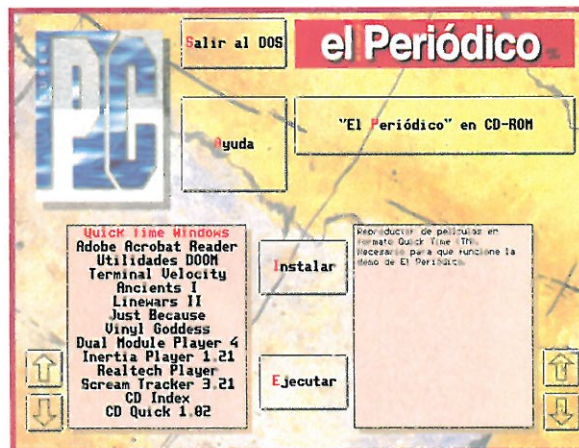 PC
Salir al DOS
el Periódico
Ayuda
"El Periódico" en CD-ROM
Quick Time Windows
Adobe Acrobat Reader
Utilidades DOOM
Terminal Velocity
Ancients I
Linewars II
Just Because
Vinyl Goddess
Dual Module Player 4
Inertia Player 1.21
Realtech Player
Scream Tracker 3.21
CD Index
CD Quick 1.02
Instalar
Ejecutar
Reproductor de películas en
formato Quick Time (TM).
Necesario para que funcione la
demo de El Periódico.